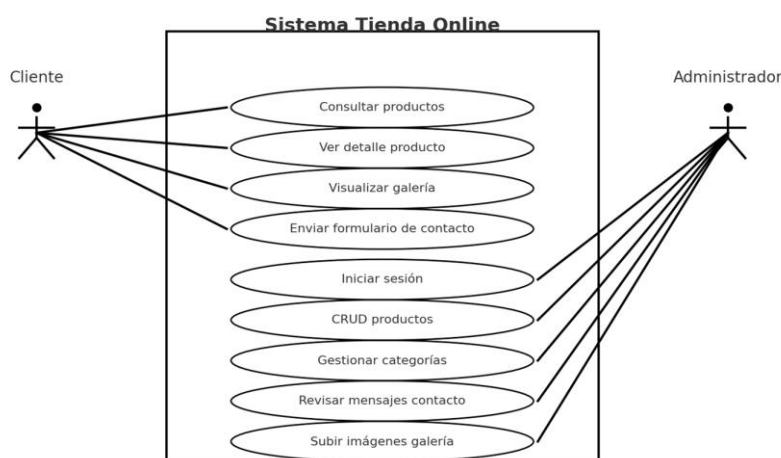 Sistema Tienda Online
Cliente
Administrador
Consultar productos
Ver detalle producto
Visualizar galería
Enviar formulario de contacto
Iniciar sesión
CRUD productos
Gestionar categorías
Revisar mensajes contacto
Subir imágenes galería